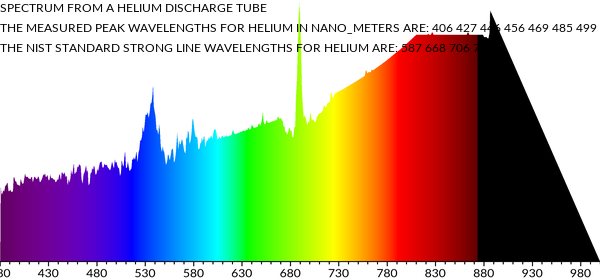 SPECTRUM FROM A HELIUM DISCHARGE TUBE
THE MEASURED PEAK WAVELENGTHS FOR HELIUM IN NANO_METERS ARE: 406 427 446 456 469 485 499
THE NIST STANDARD STRONG LINE WAVELENGTHS FOR HELIUM ARE: 587 668 706
430 480 530 580 630 680 730 780 830 880 930 980